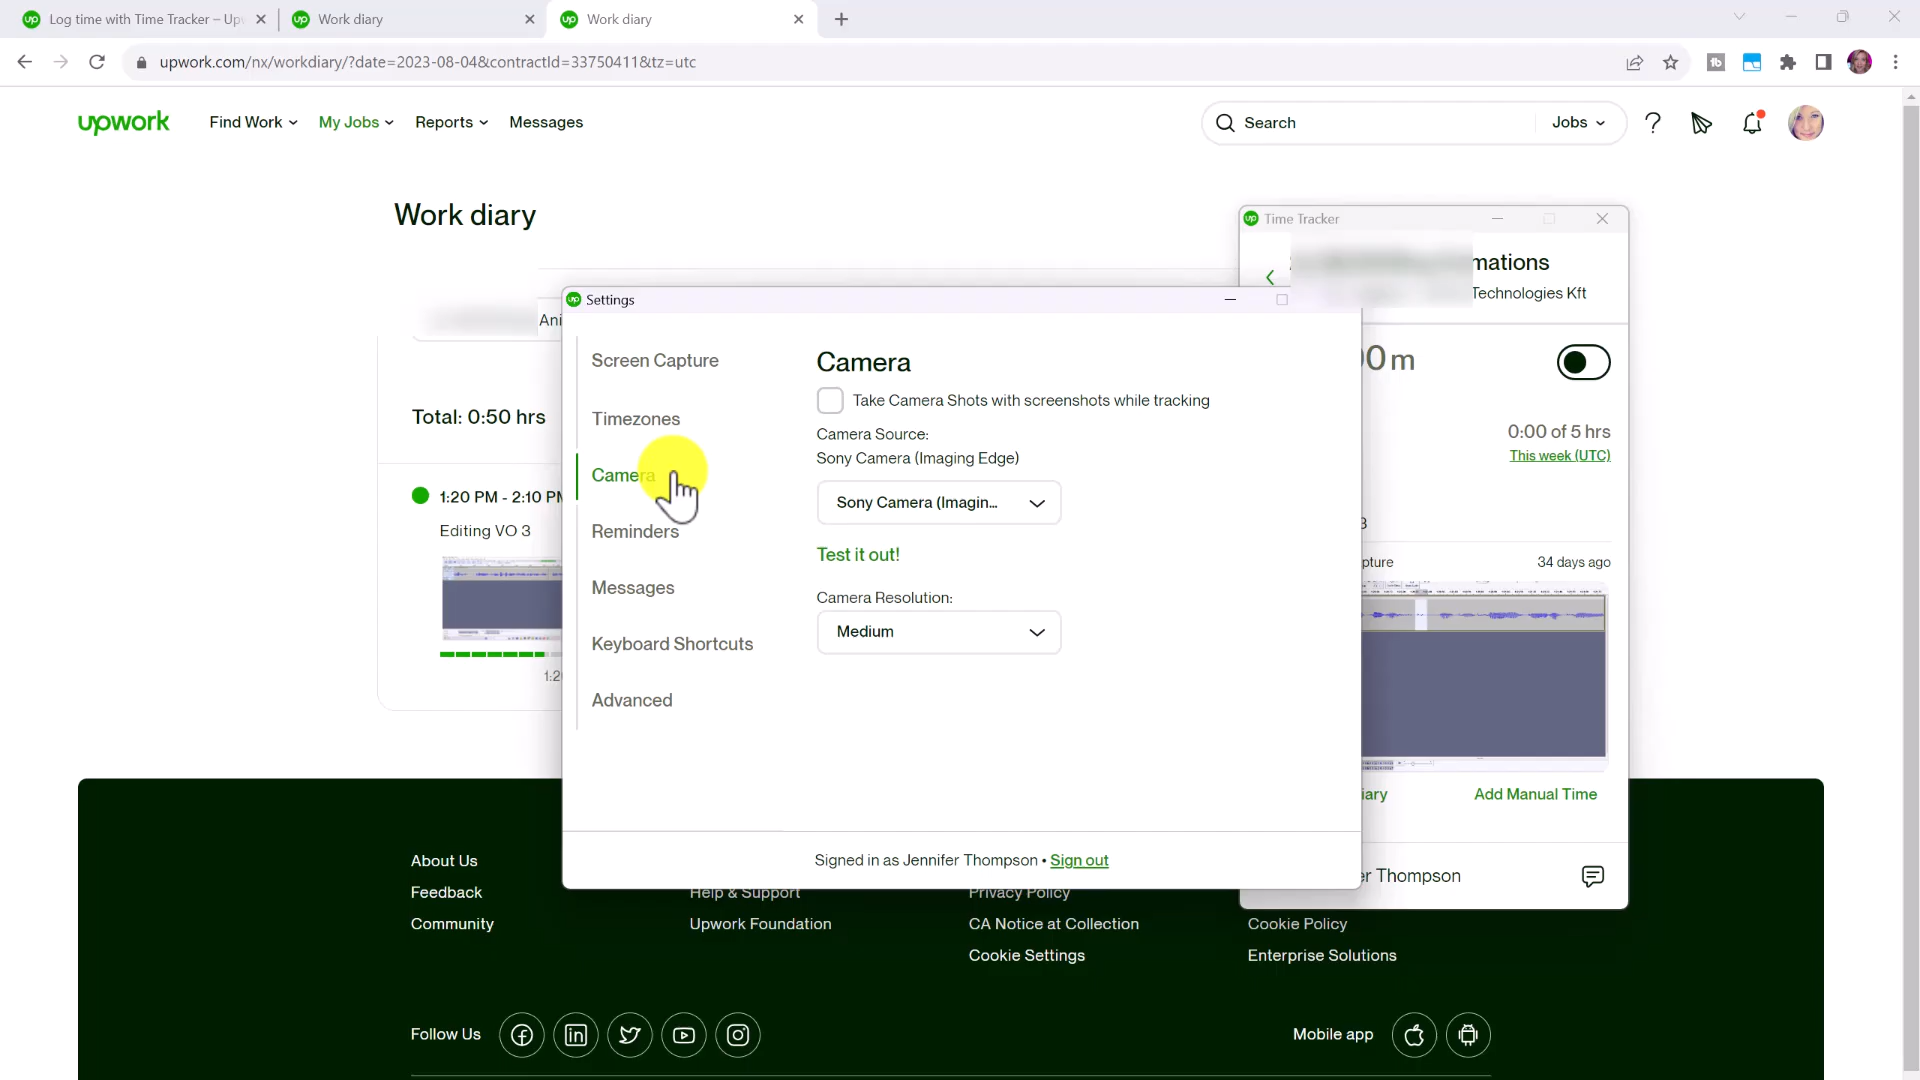 Log time with Time Tracker – Up
Work diary
Work diary
upwork.com/nx/workdiary/?date=2023-08-04&contractId=33750411&tz=utc
upwork
Find Work
My Jobs
Reports
Messages
Search
Jobs
Work diary
Time Tracker
mations
Technologies Kft
Ani
Settings
Screen Capture
Timezones
Camera
Reminders
Messages
Keyboard Shortcuts
Advanced
Camera
Take Camera Shots with screenshots while tracking
Camera Source:
Sony Camera (Imaging Edge)
Sony Camera (Imagin...
Test it out!
Camera Resolution:
Medium
Signed in as Jennifer Thompson • Sign out
Total: 0:50 hrs
1:20 PM - 2:10 PM
Editing VO 3
1:20
0m
0:00 of 5 hrs
This week (UTC)
3
pture
34 days ago
iary
Add Manual Time
er Thompson
About Us
Feedback
Community
Help & Support
Upwork Foundation
Privacy Policy
CA Notice at Collection
Cookie Settings
Cookie Policy
Enterprise Solutions
Follow Us
Mobile app